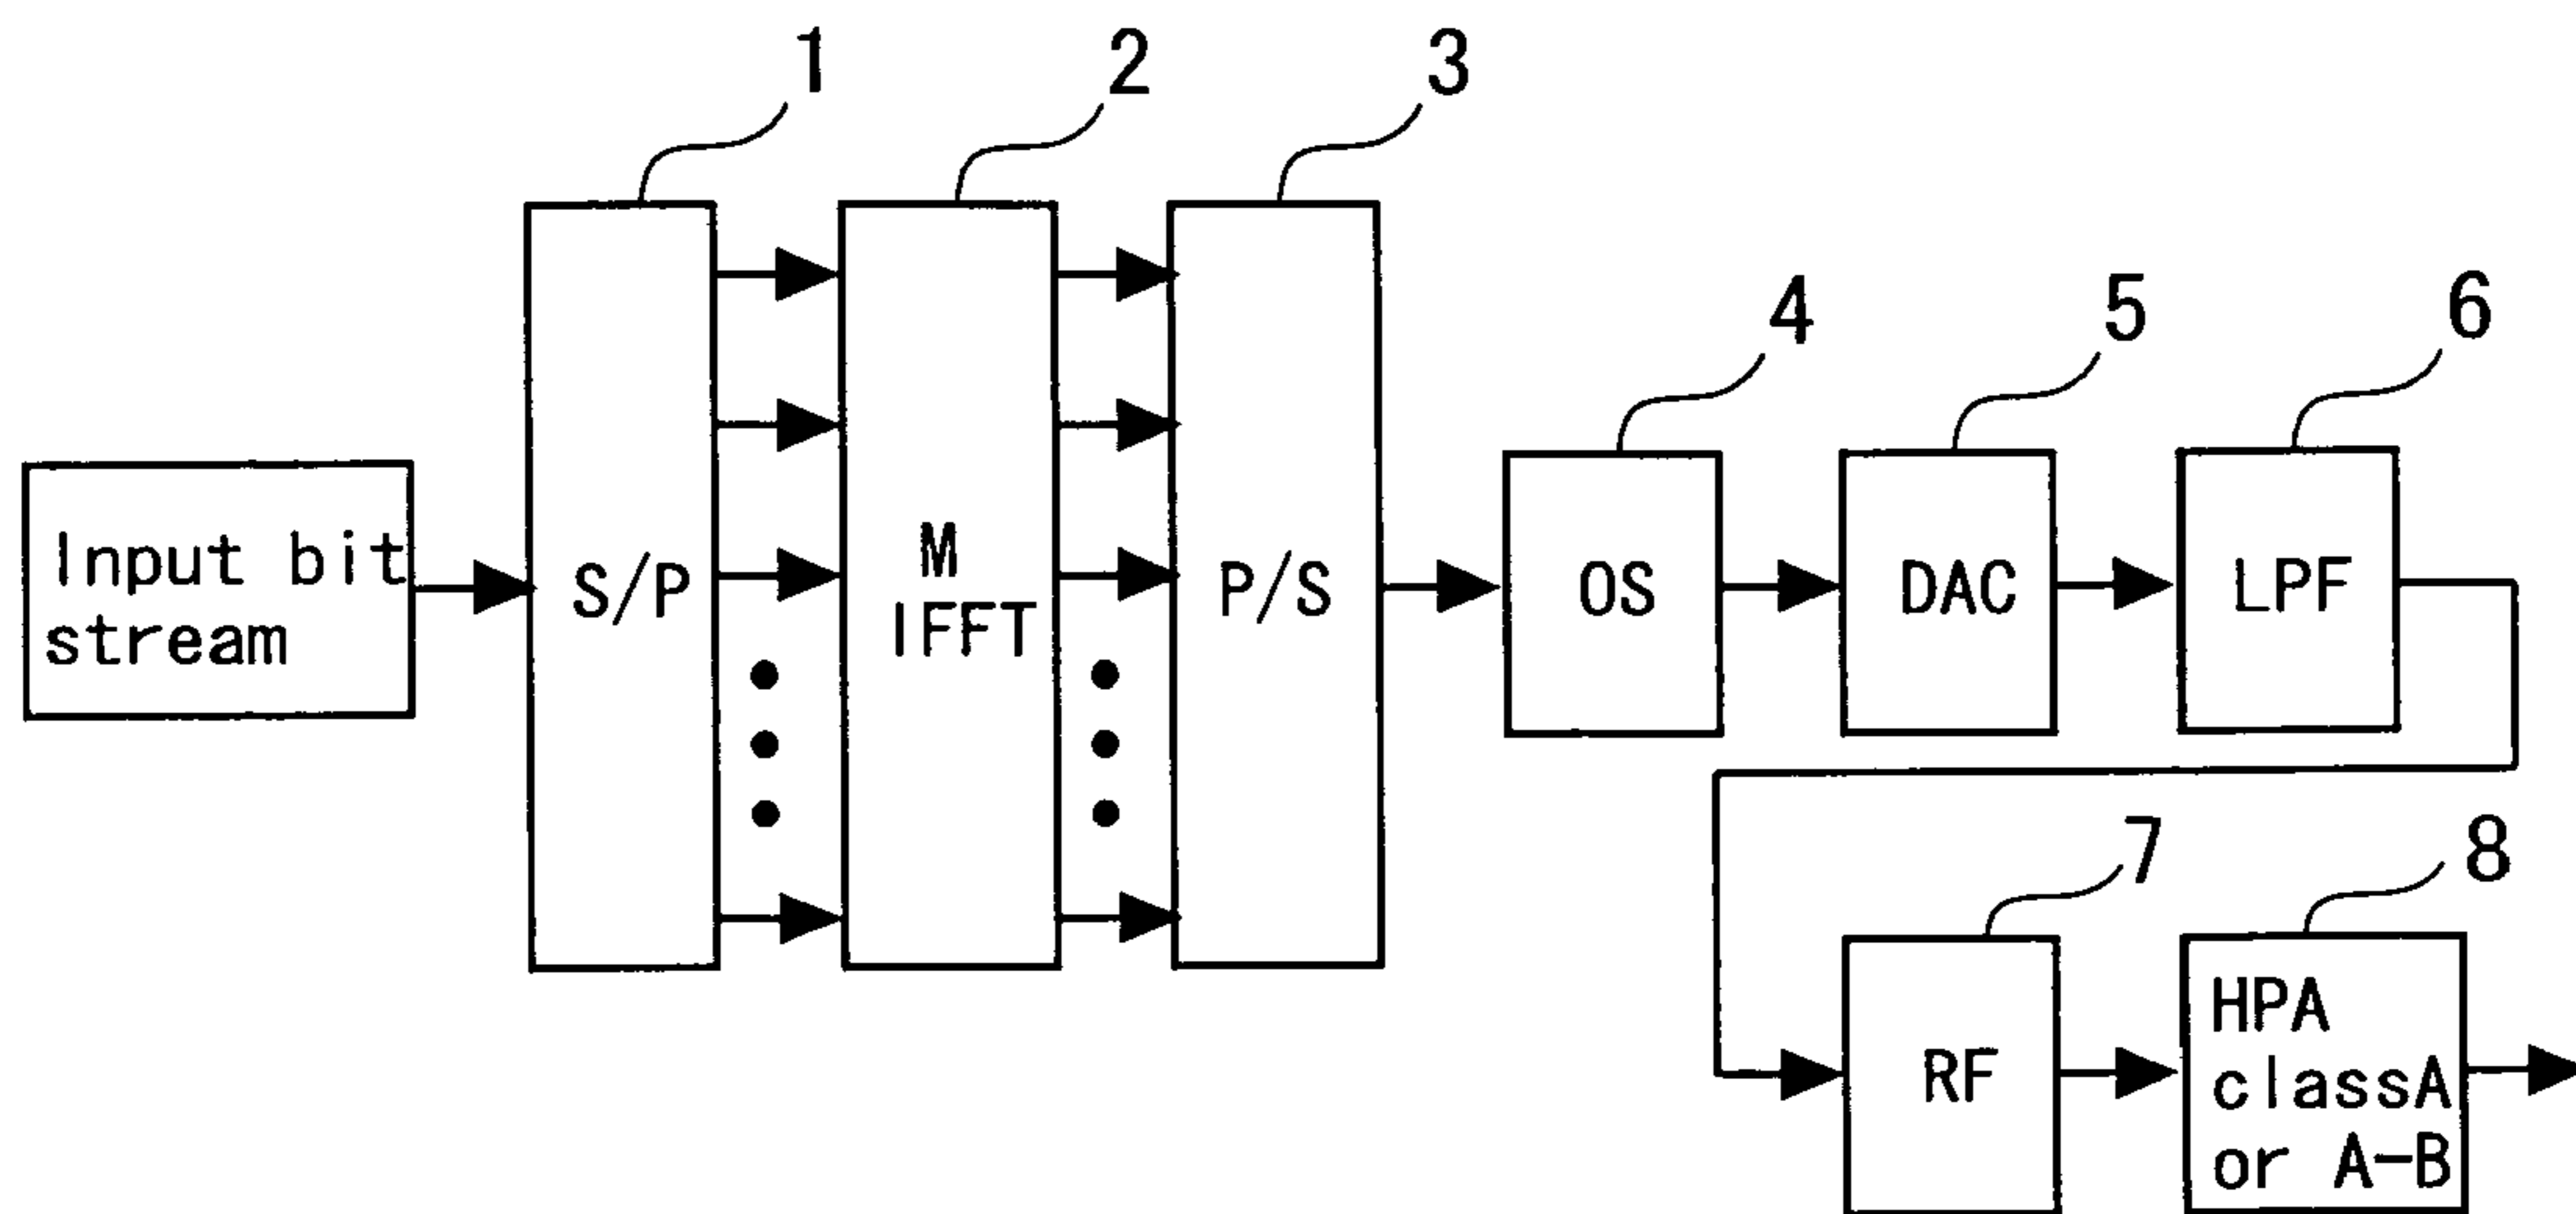 1
2
3
4
5
6
Input bit
stream
S/P
M
IFFT
P/S
OS
DAC
LPF
7
8
RF
HPA
classA
or A-B